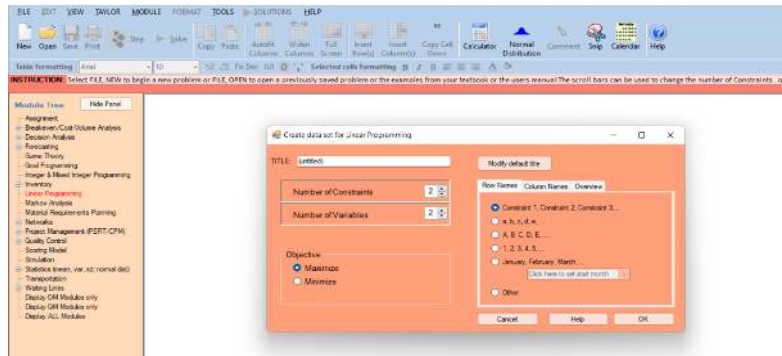 FILE EDIT VIEW TAYLOR MODULE FORMAT TOOLS SOLUTIONS HELP
New Open Save Print Step Solve Copy Paste Autofit Columns Widen Columns Full Screen Insert Row(s) Insert Column(s) Copy Cell Down Calculator Normal Distribution Comment Snip Calendar Help
Table formatting Arial 10 Fix Dec 0.0 Selected cells formatting B I U
INSTRUCTION: Select FILE, NEW to begin a new problem or FILE, OPEN to open a previously saved problem or the examples from your textbook or the users manual The scroll bars can be used to change the number of Constraints o
Module Tree Hide Panel
Assignment
Breakeven/Cost-Volume Analysis
Decision Analysis
Forecasting
Game Theory
Goal Programming
Integer & Mixed Integer Programming
Inventory
Linear Programming
Markov Analysis
Material Requirements Planning
Networks
Project Management (PERT/CPM)
Quality Control
Scoring Model
Simulation
Statistics (mean, var, sd; normal dist)
Transportation
Waiting Lines
Display OM Modules only
Display QM Modules only
Display ALL Modules
Create data set for Linear Programming
TITLE: (untitled) Modify default title
Number of Constraints 2
Number of Variables 2
Objective
Maximize
Minimize
Row Names Column Names Overview
Constraint 1, Constraint 2, Constraint 3,...
a, b, c, d, e, ...
A, B, C, D, E, ...
1, 2, 3, 4, 5, ...
January, February, March, ...
Click here to set start month
Other
Cancel Help OK